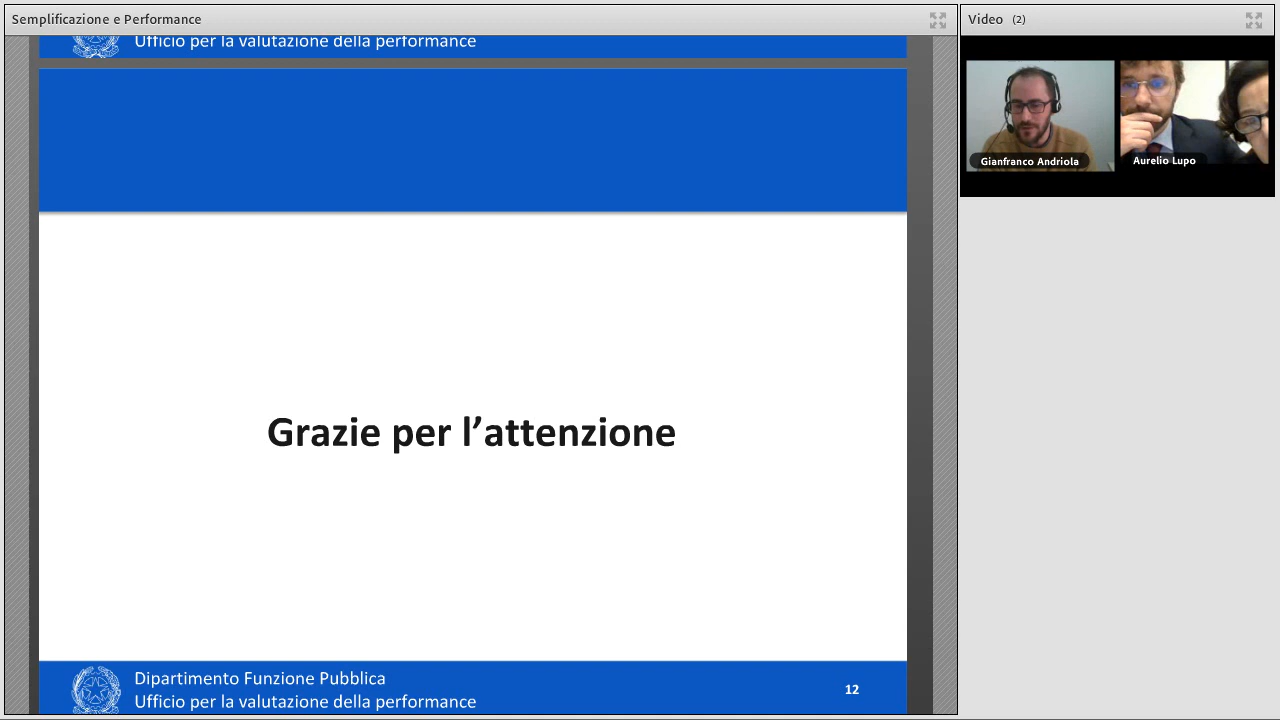 Semplificazione e Performance
Video (2)
Ufficio per la valutazione della performance
Gianfranco Andriola
Aurelio Lupo
Grazie per l’attenzione
Dipartimento Funzione Pubblica
Ufficio per la valutazione della performance
12